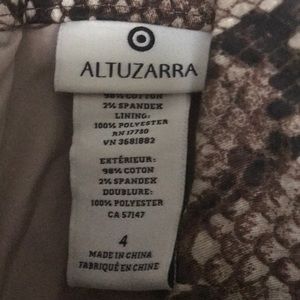 ALTUZARRA
98% COTTON
2% SPANDEX
LINING:
100% POLYESTER
RN 17730
VN 3681882
EXTÉRIEUR:
98% COTON
2% SPANDEX
DOUBLURE:
100% POLYESTER
CA 57147
4
MADE IN CHINA
FABRIQUÉ EN CHINE